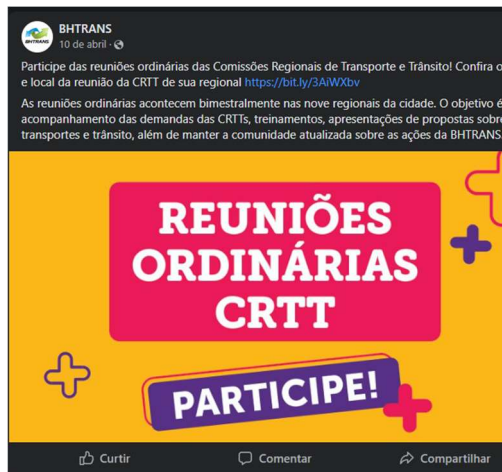 BHTRANS
BHTRANS
10 de abril ·
Participe das reuniões ordinárias das Comissões Regionais de Transporte e Trânsito! Confira o
e local da reunião da CRTT de sua regional https://bit.ly/3AiWXbv
As reuniões ordinárias acontecem bimestralmente nas nove regionais da cidade. O objetivo é
acompanhamento das demandas das CRTTs, treinamentos, apresentações de propostas sobre
transportes e trânsito, além de manter a comunidade atualizada sobre as ações da BHTRANS
REUNIÕES
ORDINÁRIAS
CRTT
PARTICIPE!
Curtir Comentar Compartilhar